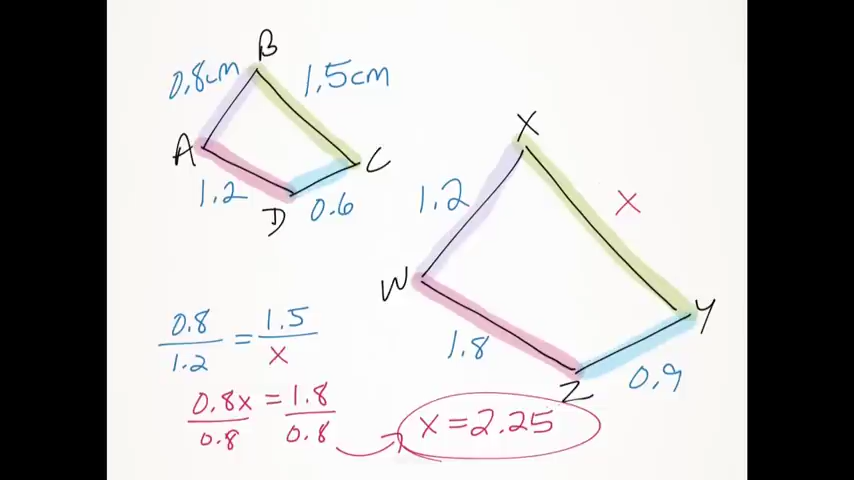 B
0.8cm
1.5cm
A
C
1.2
D
0.6
X
1.2
x
W
Y
1.8
0.9
Z
0.8/1.2 = 1.5/x
0.8x/0.8 = 1.8/0.8
x = 2.25